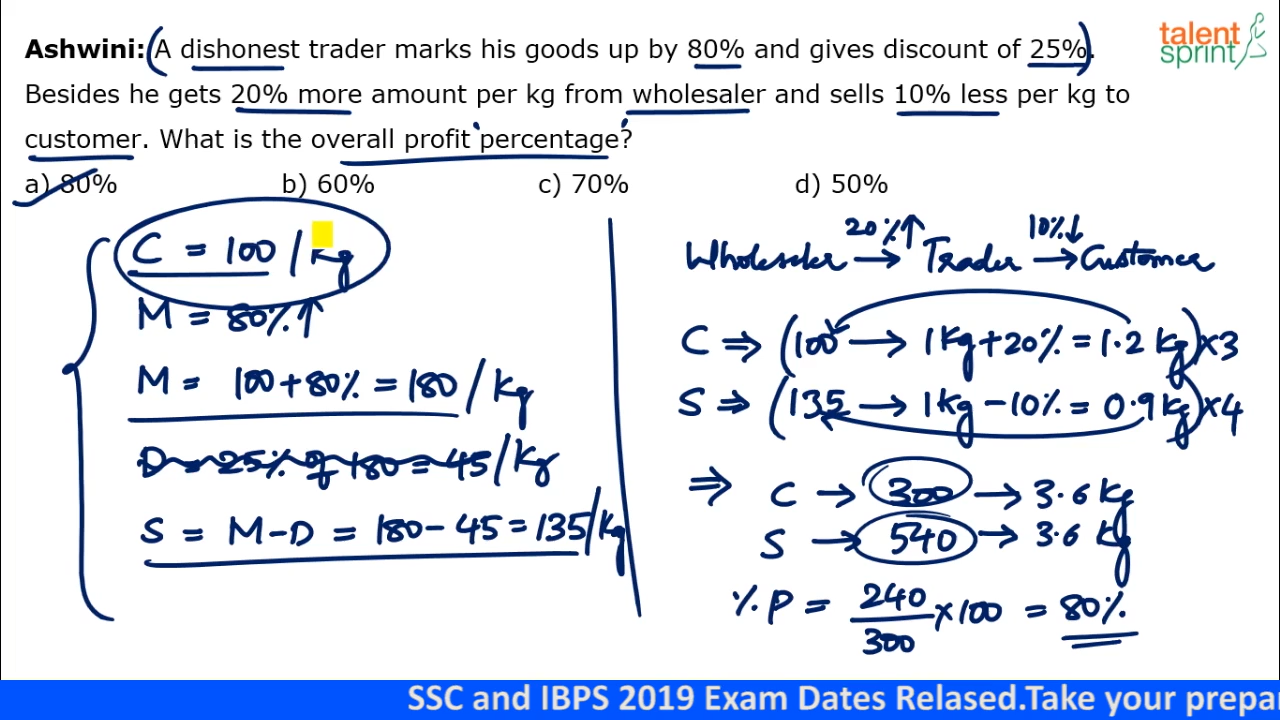 talent
sprint
Ashwini: (A dishonest trader marks his goods up by 80% and gives discount of 25%).
Besides he gets 20% more amount per kg from wholesaler and sells 10% less per kg to
customer. What is the overall profit percentage?
a) 80% b) 60% c) 70% d) 50%
C = 100 / kg
M = 80% ↑
M = 100 + 80% = 180 / kg
D = 25% of 180 = 45 / kg
S = M - D = 180 - 45 = 135 / kg
20% ↑ 10% ↓
Wholesaler → Trader → Customer
C ⇒ (100 → 1 kg + 20% = 1.2 kg) × 3
S ⇒ (135 → 1 kg - 10% = 0.9 kg) × 4
⇒ C → 300 → 3.6 kg
S → 540 → 3.6 kg
% P = 240/300 × 100 = 80%
SSC and IBPS 2019 Exam Dates Relased.Take your prepa